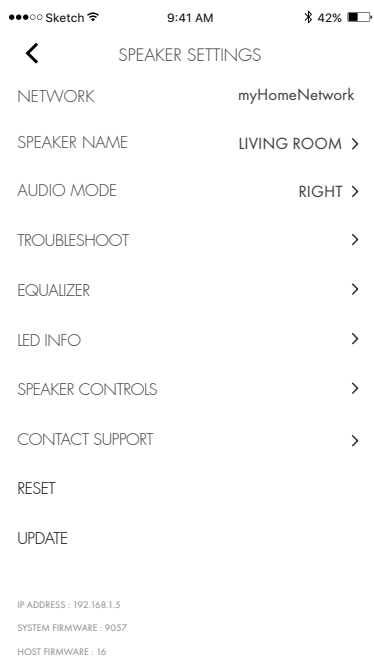 Sketch 9:41 AM 42%
SPEAKER SETTINGS
NETWORK myHomeNetwork
SPEAKER NAME LIVING ROOM
AUDIO MODE RIGHT
TROUBLESHOOT
EQUALIZER
LED INFO
SPEAKER CONTROLS
CONTACT SUPPORT
RESET
UPDATE
IP ADDRESS : 192.168.1.5
SYSTEM FIRMWARE : 9057
HOST FIRMWARE : 16